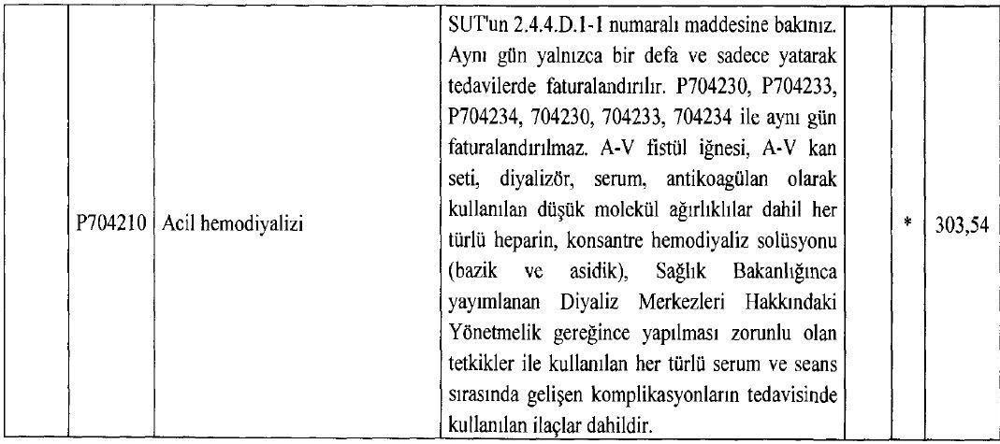 SUT'un 2.4.4.D.1-1 numaralı maddesine bakınız.
Aynı gün yalnızca bir defa ve sadece yatarak
tedavilerde faturalandırılır. P704230, P704233,
P704234, 704230, 704233, 704234 ile aynı gün
faturalandırılmaz. A-V fistül iğnesi, A-V kan
seti, diyalizör, serum, antikoagülan olarak
kullanılan düşük molekül ağırlıklılar dahil her
P704210 Acil hemodiyalizi türlü heparin, konsantre hemodiyaliz solüsyonu * 303,54
(bazik ve asidik), Sağlık Bakanlığınca
yayımlanan Diyaliz Merkezleri Hakkındaki
Yönetmelik gereğince yapılması zorunlu olan
tetkikler ile kullanılan her türlü serum ve seans
sırasında gelişen komplikasyonların tedavisinde
kullanılan ilaçlar dahildir.